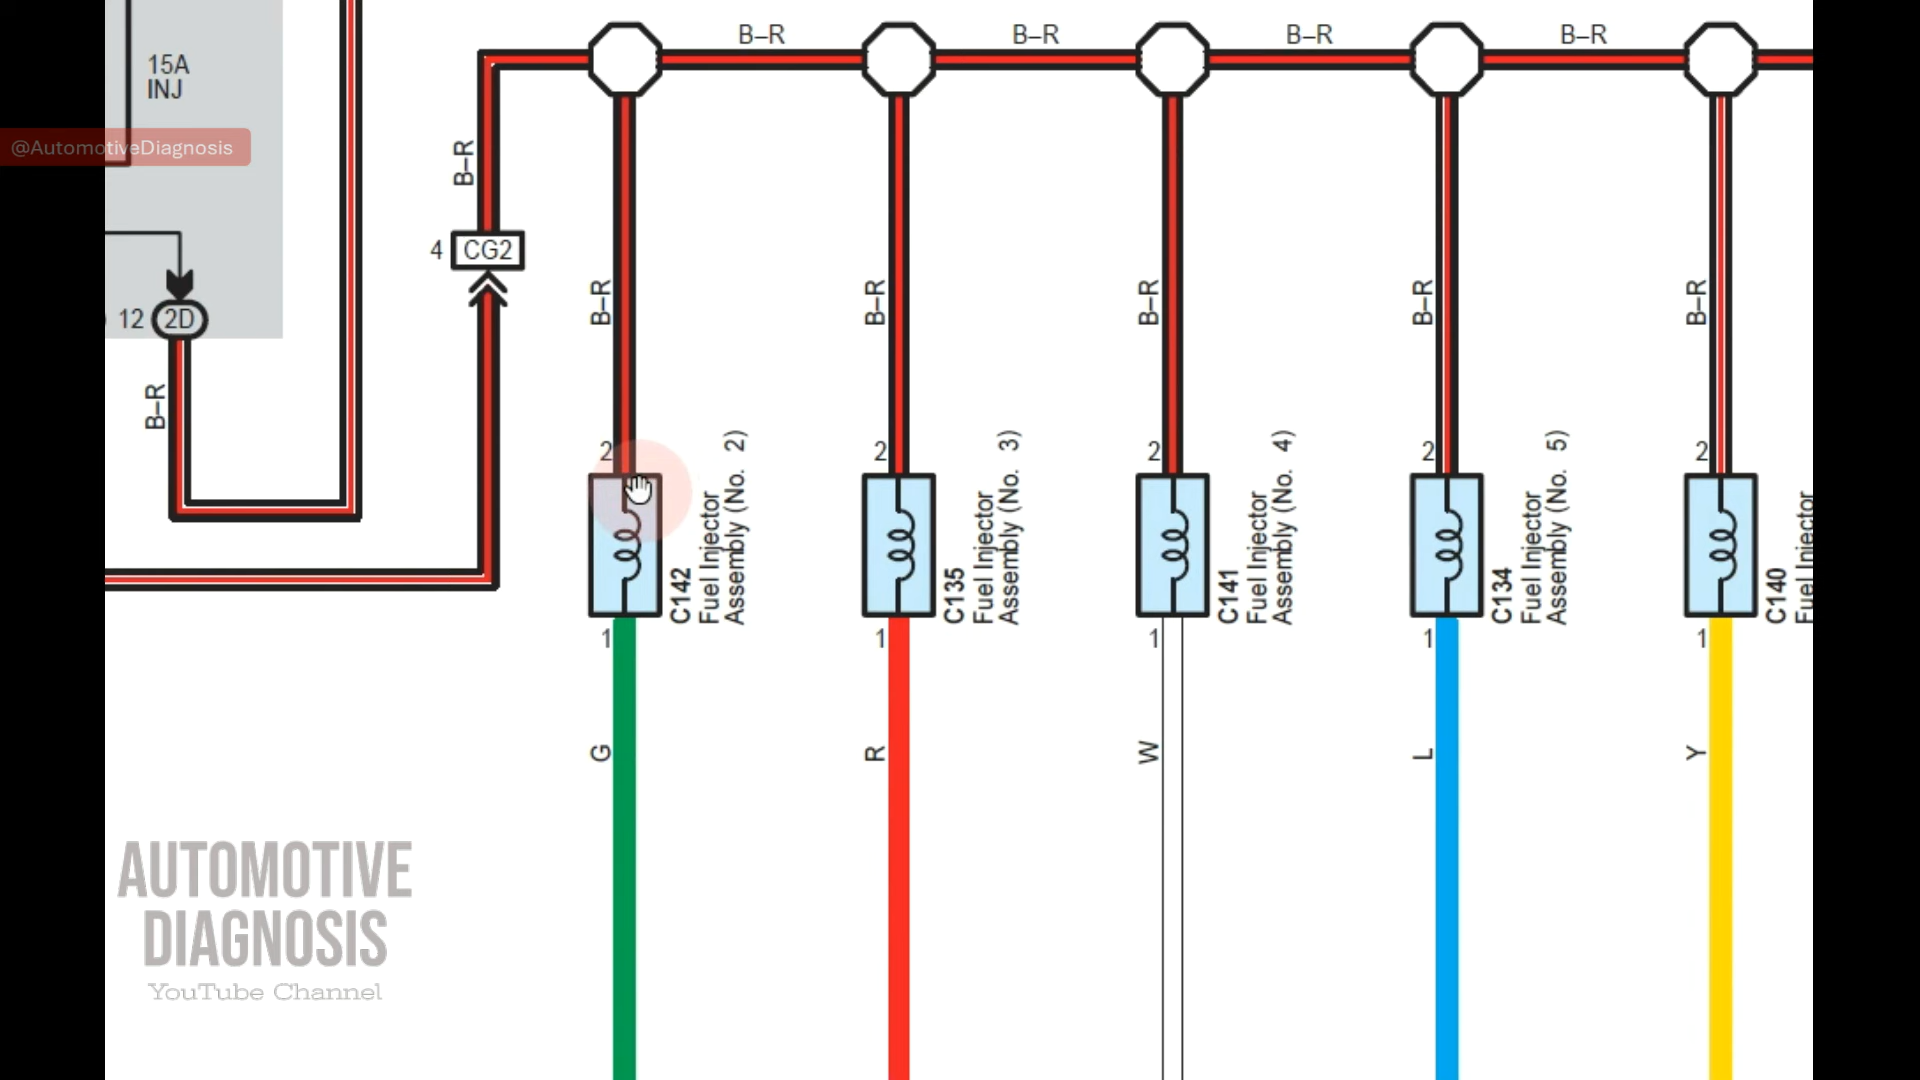 B–R
B–R
B–R
B–R
15A
INJ
@AutomotiveDiagnosis
B–R
4
CG2
B–R
B–R
B–R
B–R
B–R
12
2D
B–R
2
2
2
2
2
C142
Fuel Injector
Assembly (No. 2)
C135
Fuel Injector
Assembly (No. 3)
C141
Fuel Injector
Assembly (No. 4)
C134
Fuel Injector
Assembly (No. 5)
C140
Fuel Injector
1
1
1
1
1
G
R
W
L
Y
AUTOMOTIVE
DIAGNOSIS
YouTube Channel